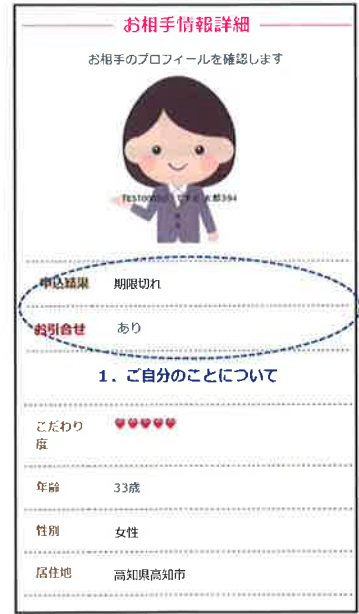 お相手情報詳細
お相手のプロフィールを確認します
申込結果 期限切れ
お引合せ あり
1．ご自分のことについて
こだわり度 ♥♥♥♥♥
年齢 33歳
性別 女性
居住地 高知県高知市